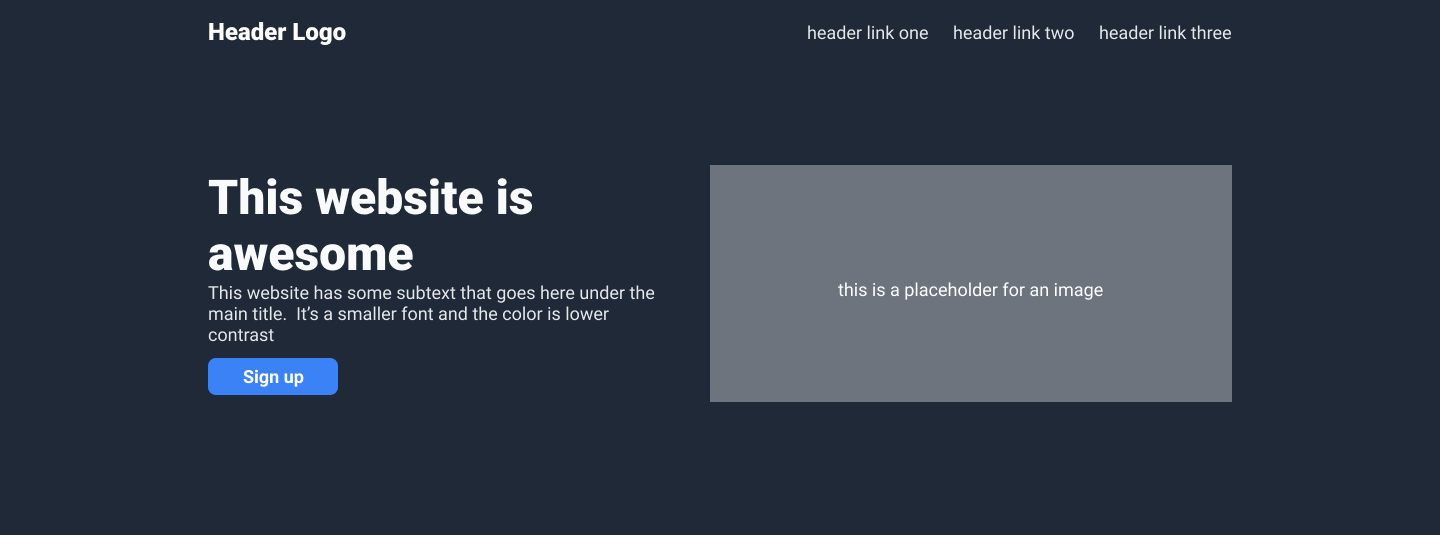 Header Logo
header link one
header link two
header link three
This website is
awesome
This website has some subtext that goes here under the
main title.  It’s a smaller font and the color is lower
contrast
Sign up
this is a placeholder for an image